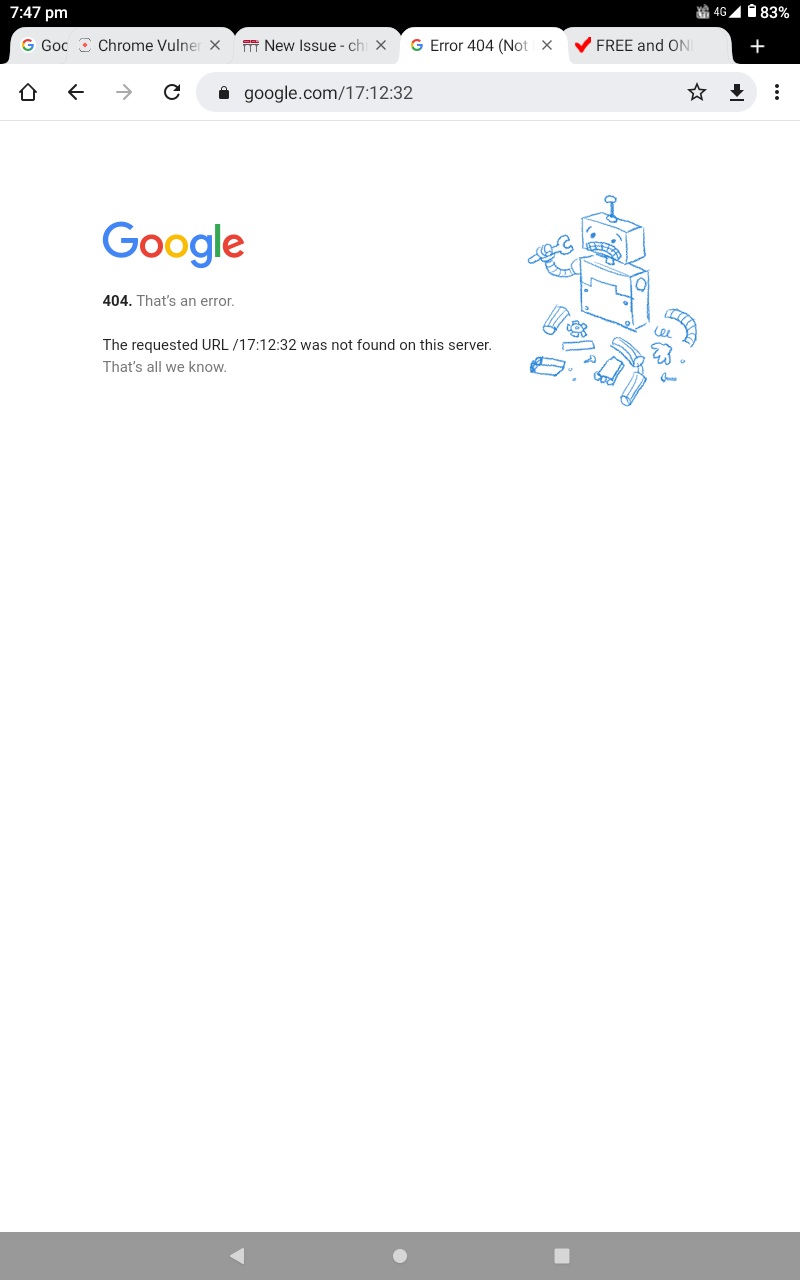 7:47 pm
4G 83%
Goo
Chrome Vulner
New Issue - ch
Error 404 (Not
FREE and ON
google.com/17:12:32
Google
404. That's an error.
The requested URL /17:12:32 was not found on this server.
That's all we know.